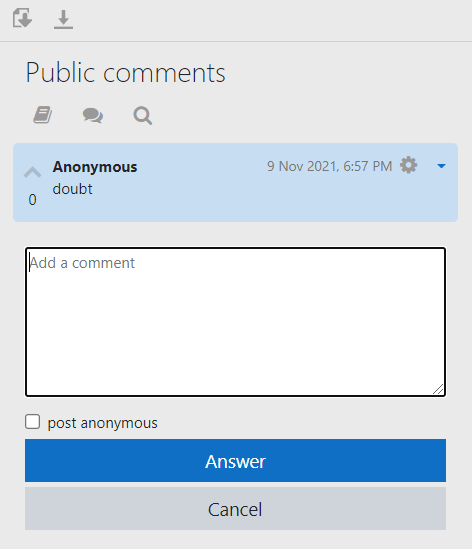 Public comments
Anonymous 9 Nov 2021, 6:57 PM
0 doubt
Add a comment
post anonymous
Answer
Cancel